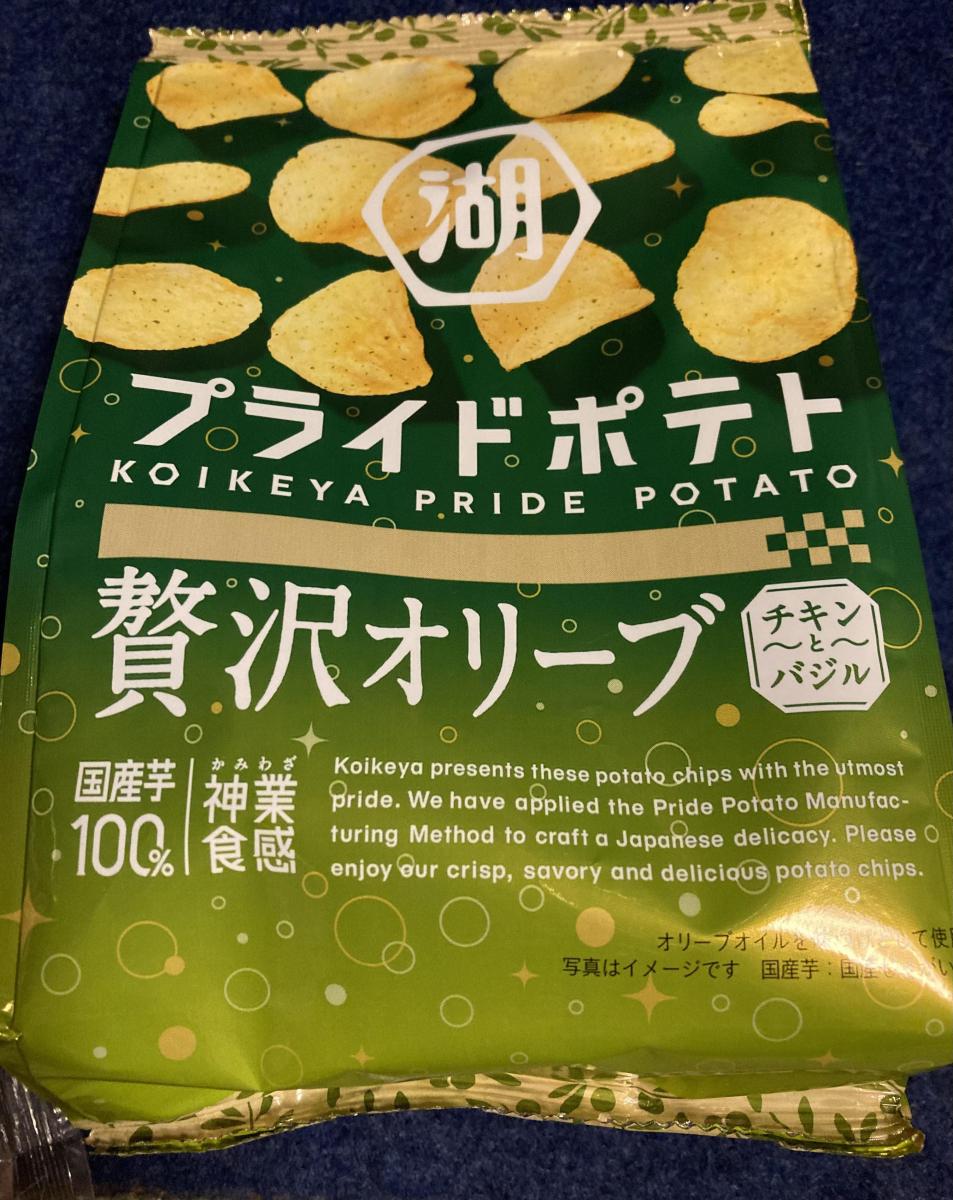 湖
プライドポテト
KOIKEYA PRIDE POTATO
贅沢オリーブ
チキン
〜と〜
バジル
国産芋
100%
かみわざ
神業
食感
Koikeya presents these potato chips with the utmost
pride. We have applied the Pride Potato Manufac-
turing Method to craft a Japanese delicacy. Please
enjoy our crisp, savory and delicious potato chips.
オリーブオイルを して使
写真はイメージです 国産芋:国産